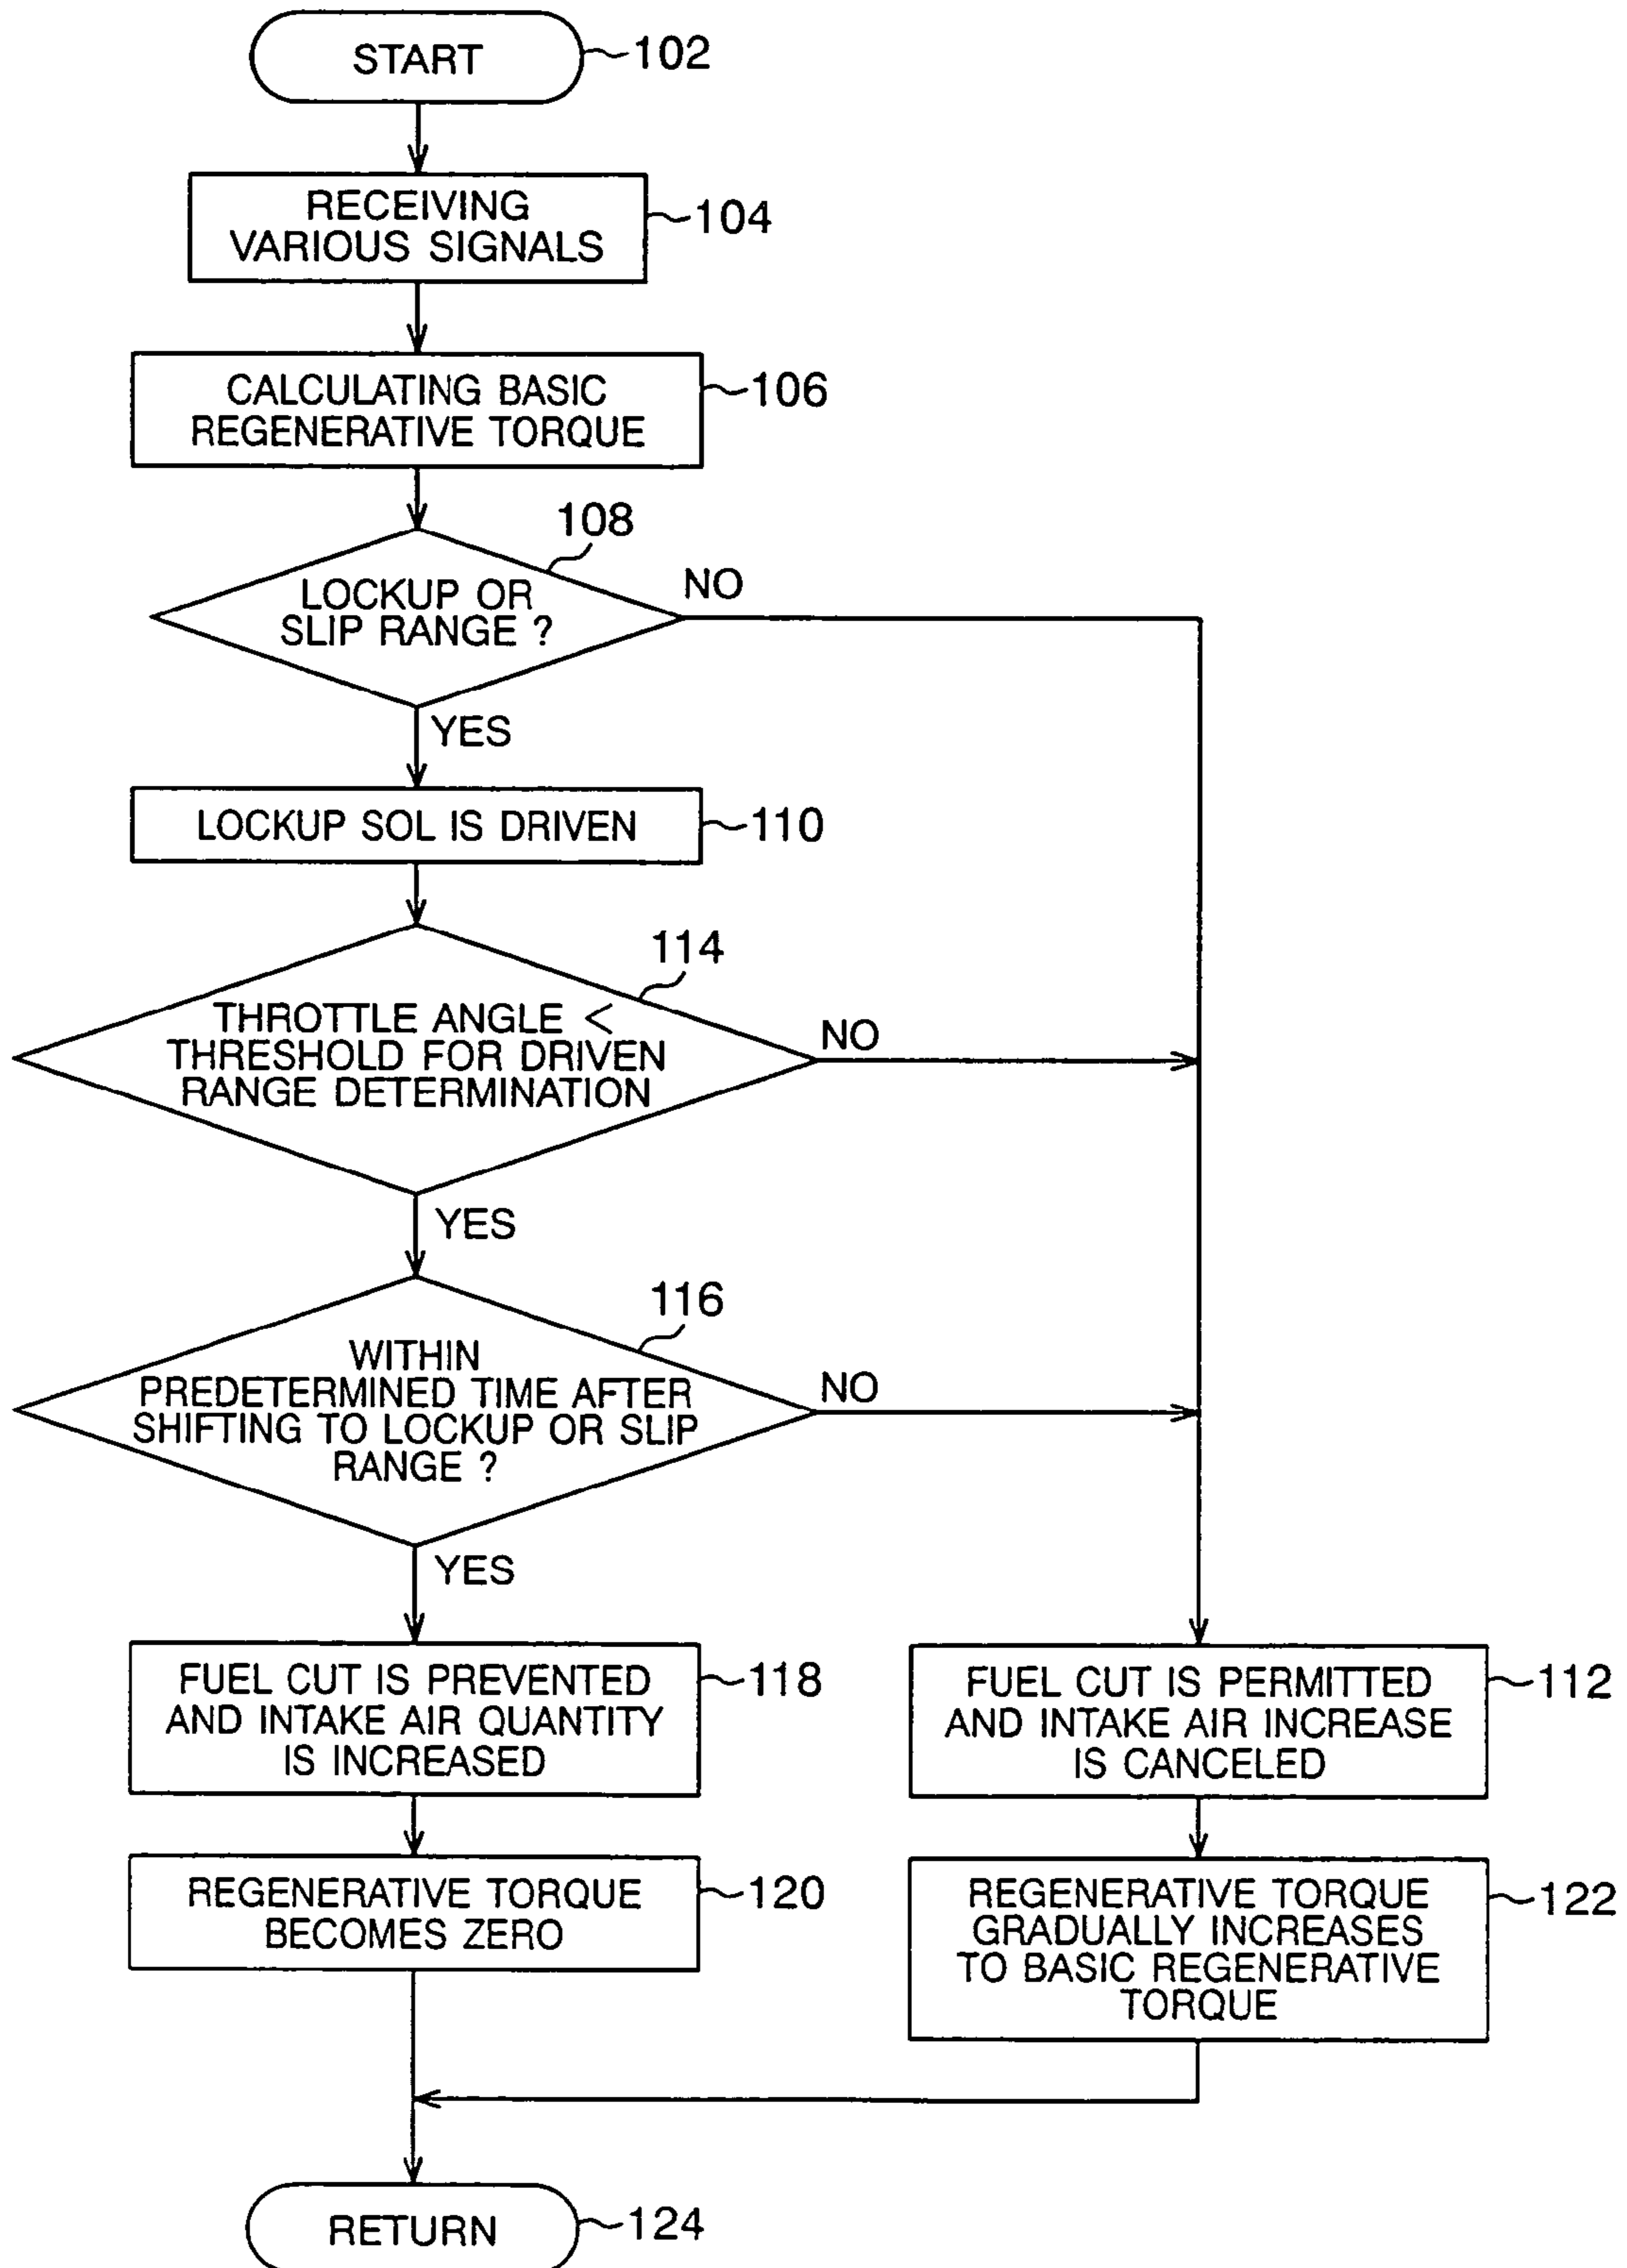 START
102
RECEIVING
VARIOUS SIGNALS
104
CALCULATING BASIC
REGENERATIVE TORQUE
106
108
LOCKUP OR
SLIP RANGE ?
NO
YES
LOCKUP SOL IS DRIVEN
110
114
THROTTLE ANGLE <
THRESHOLD FOR DRIVEN
RANGE DETERMINATION
NO
YES
116
WITHIN
PREDETERMINED TIME AFTER
SHIFTING TO LOCKUP OR SLIP
RANGE ?
NO
YES
FUEL CUT IS PREVENTED
AND INTAKE AIR QUANTITY
IS INCREASED
118
FUEL CUT IS PERMITTED
AND INTAKE AIR INCREASE
IS CANCELED
112
REGENERATIVE TORQUE
BECOMES ZERO
120
REGENERATIVE TORQUE
GRADUALLY INCREASES
TO BASIC REGENERATIVE
TORQUE
122
RETURN
124